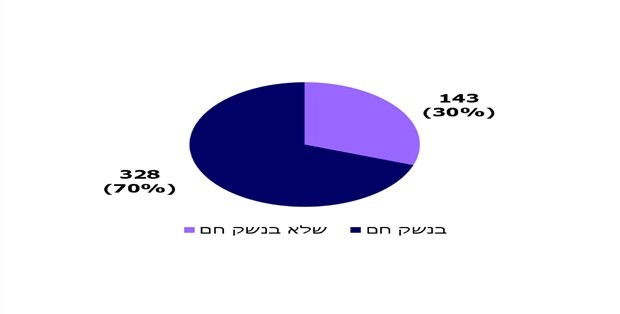 143
(30%)
328
(70%)
בנשק חם
שלא בנשק חם